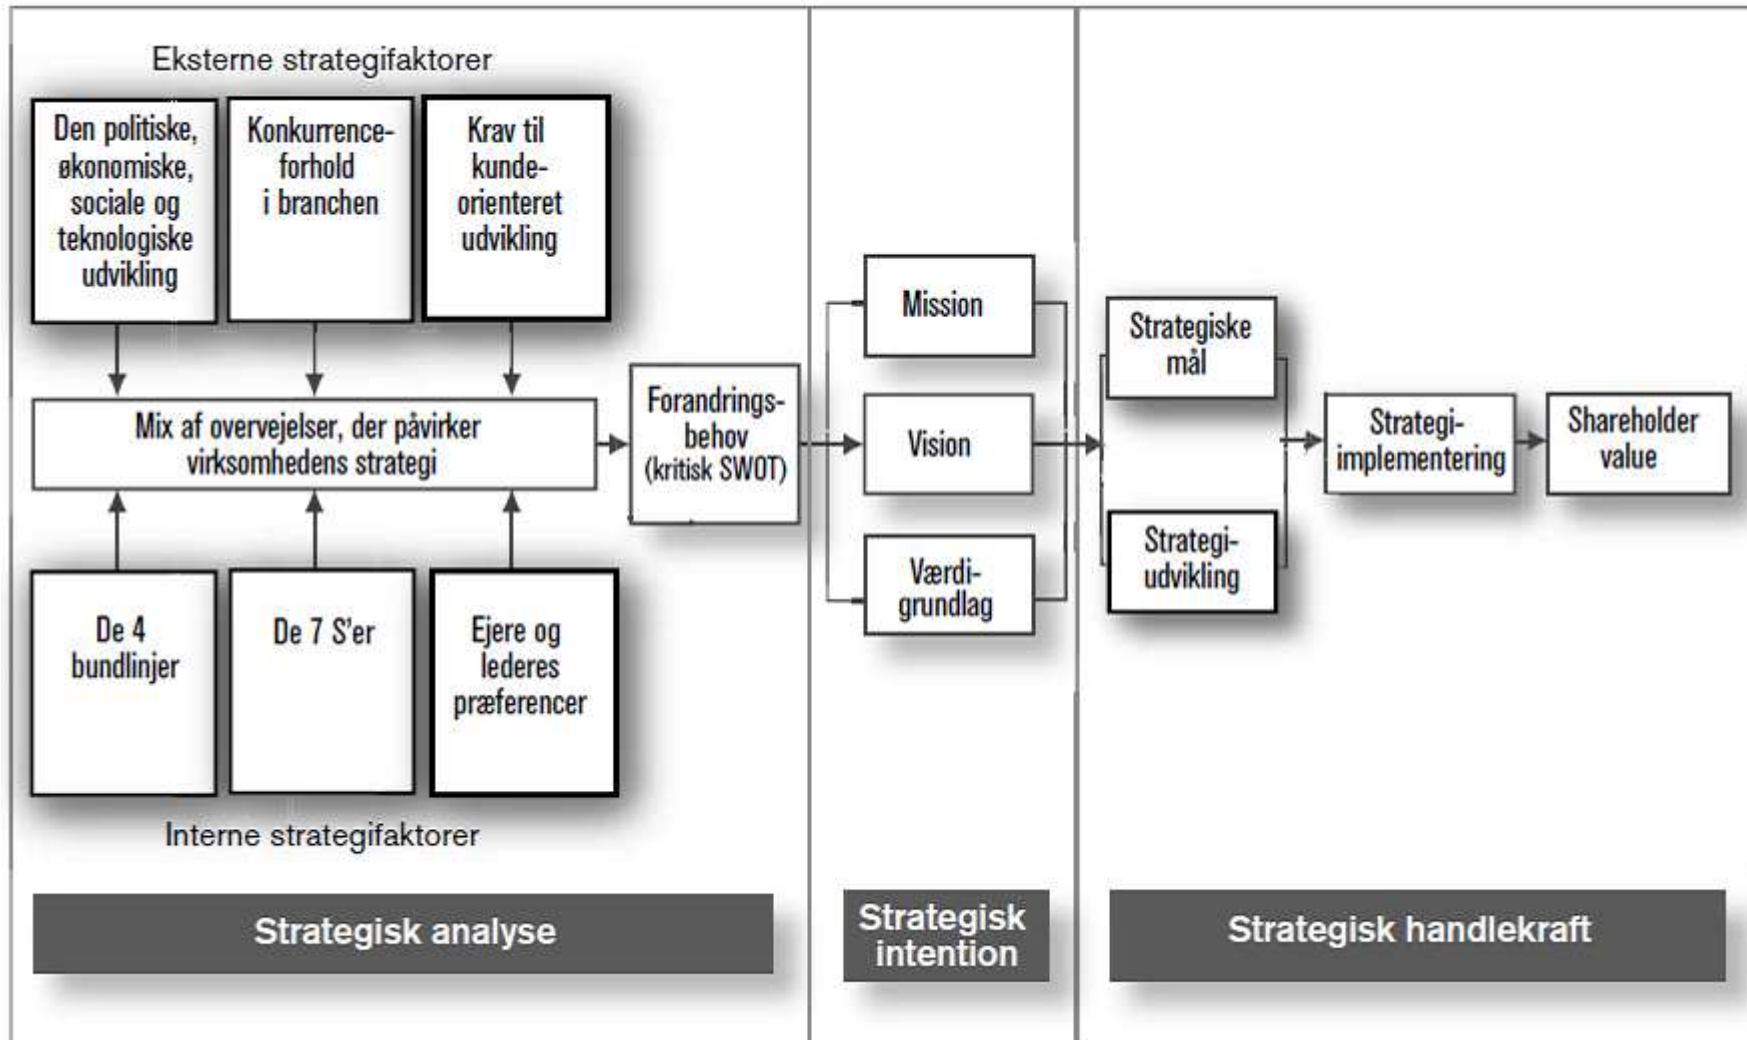 Eksterne strategifaktorer
Den politiske,
økonomiske,
sociale og
teknologiske
udvikling
Konkurrence-
forhold
i branchen
Krav til
kunde-
orienteret
udvikling
Mix af overvejelser, der påvirker
virksomhedens strategi
De 4
bundlinjer
De 7 S'er
Ejere og
lederes
præferencer
Interne strategifaktorer
Forandrings-
behov
(kritisk SWOT)
Strategisk analyse
Mission
Vision
Værdi-
grundlag
Strategisk
intention
Strategiske
mål
Strategi-
udvikling
Strategi-
implementering
Shareholder
value
Strategisk handlekraft